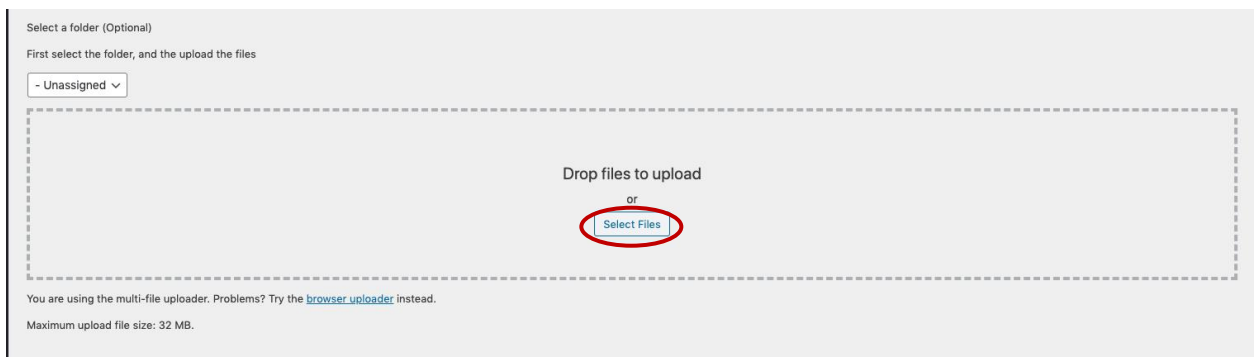 Select a folder (Optional)
First select the folder, and the upload the files
- Unassigned
Drop files to upload
or
Select Files
You are using the multi-file uploader. Problems? Try the browser uploader instead.
Maximum upload file size: 32 MB.